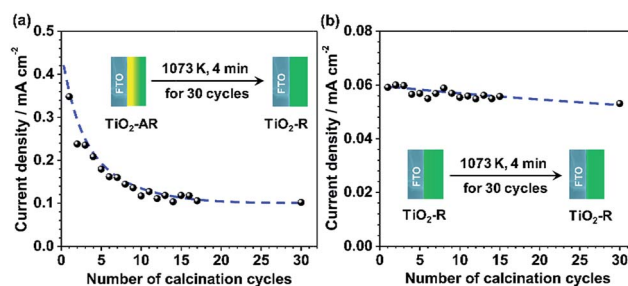 (a)
Current density / mA cm⁻²
0.5
0.4
0.3
0.2
0.1
0.0
0 5 10 15 20 25 30
Number of calcination cycles
FTO
TiO₂-AR
1073 K, 4 min
for 30 cycles
FTO
TiO₂-R
(b)
Current density / mA cm⁻²
0.08
0.06
0.04
0.02
0.00
0 5 10 15 20 25 30
Number of calcination cycles
FTO
TiO₂-R
1073 K, 4 min
for 30 cycles
FTO
TiO₂-R